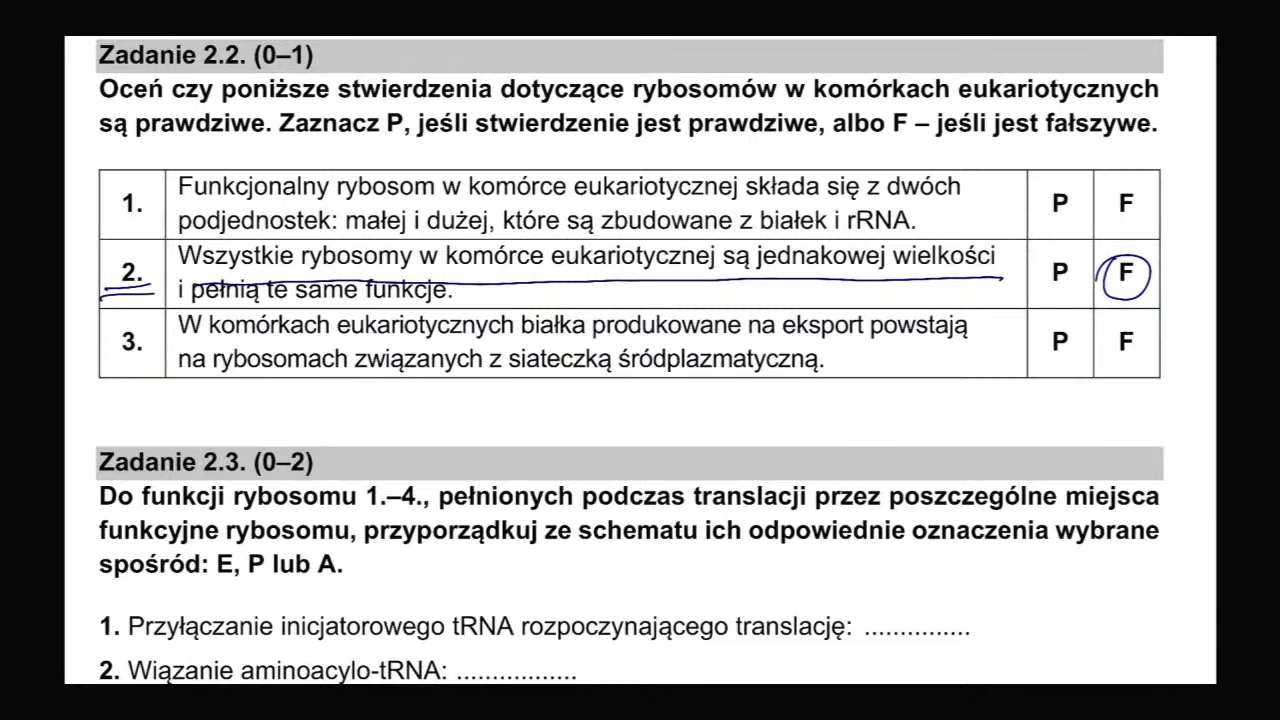 Zadanie 2.2. (0–1)
Oceń czy poniższe stwierdzenia dotyczące rybosomów w komórkach eukariotycznych
są prawdziwe. Zaznacz P, jeśli stwierdzenie jest prawdziwe, albo F – jeśli jest fałszywe.
1. Funkcjonalny rybosom w komórce eukariotycznej składa się z dwóch
podjednostek: małej i dużej, które są zbudowane z białek i rRNA. P F
2. Wszystkie rybosomy w komórce eukariotycznej są jednakowej wielkości
i pełnią te same funkcje. P F
3. W komórkach eukariotycznych białka produkowane na eksport powstają
na rybosomach związanych z siateczką śródplazmatyczną. P F
Zadanie 2.3. (0–2)
Do funkcji rybosomu 1.–4., pełnionych podczas translacji przez poszczególne miejsca
funkcyjne rybosomu, przyporządkuj ze schematu ich odpowiednie oznaczenia wybrane
spośród: E, P lub A.
1. Przyłączanie inicjatorowego tRNA rozpoczynającego translację: ...............
2. Wiązanie aminoacylo-tRNA: .................